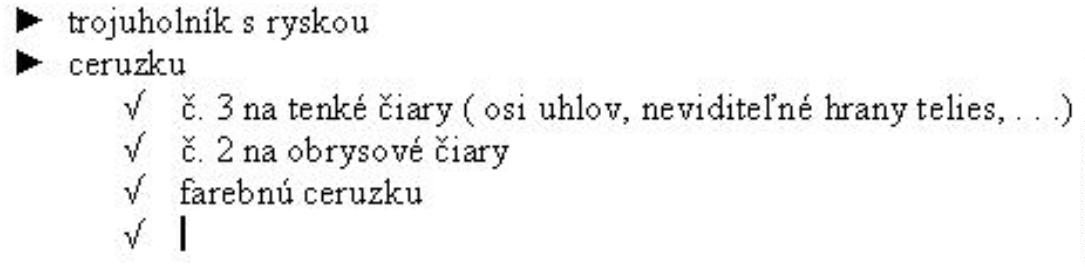 ► trojuholník s ryskou
► ceruzku
√ č. 3 na tenké čiary ( osi uhlov, neviditeľné hrany telies, . . .)
√ č. 2 na obrysové čiary
√ farebnú ceruzku
√